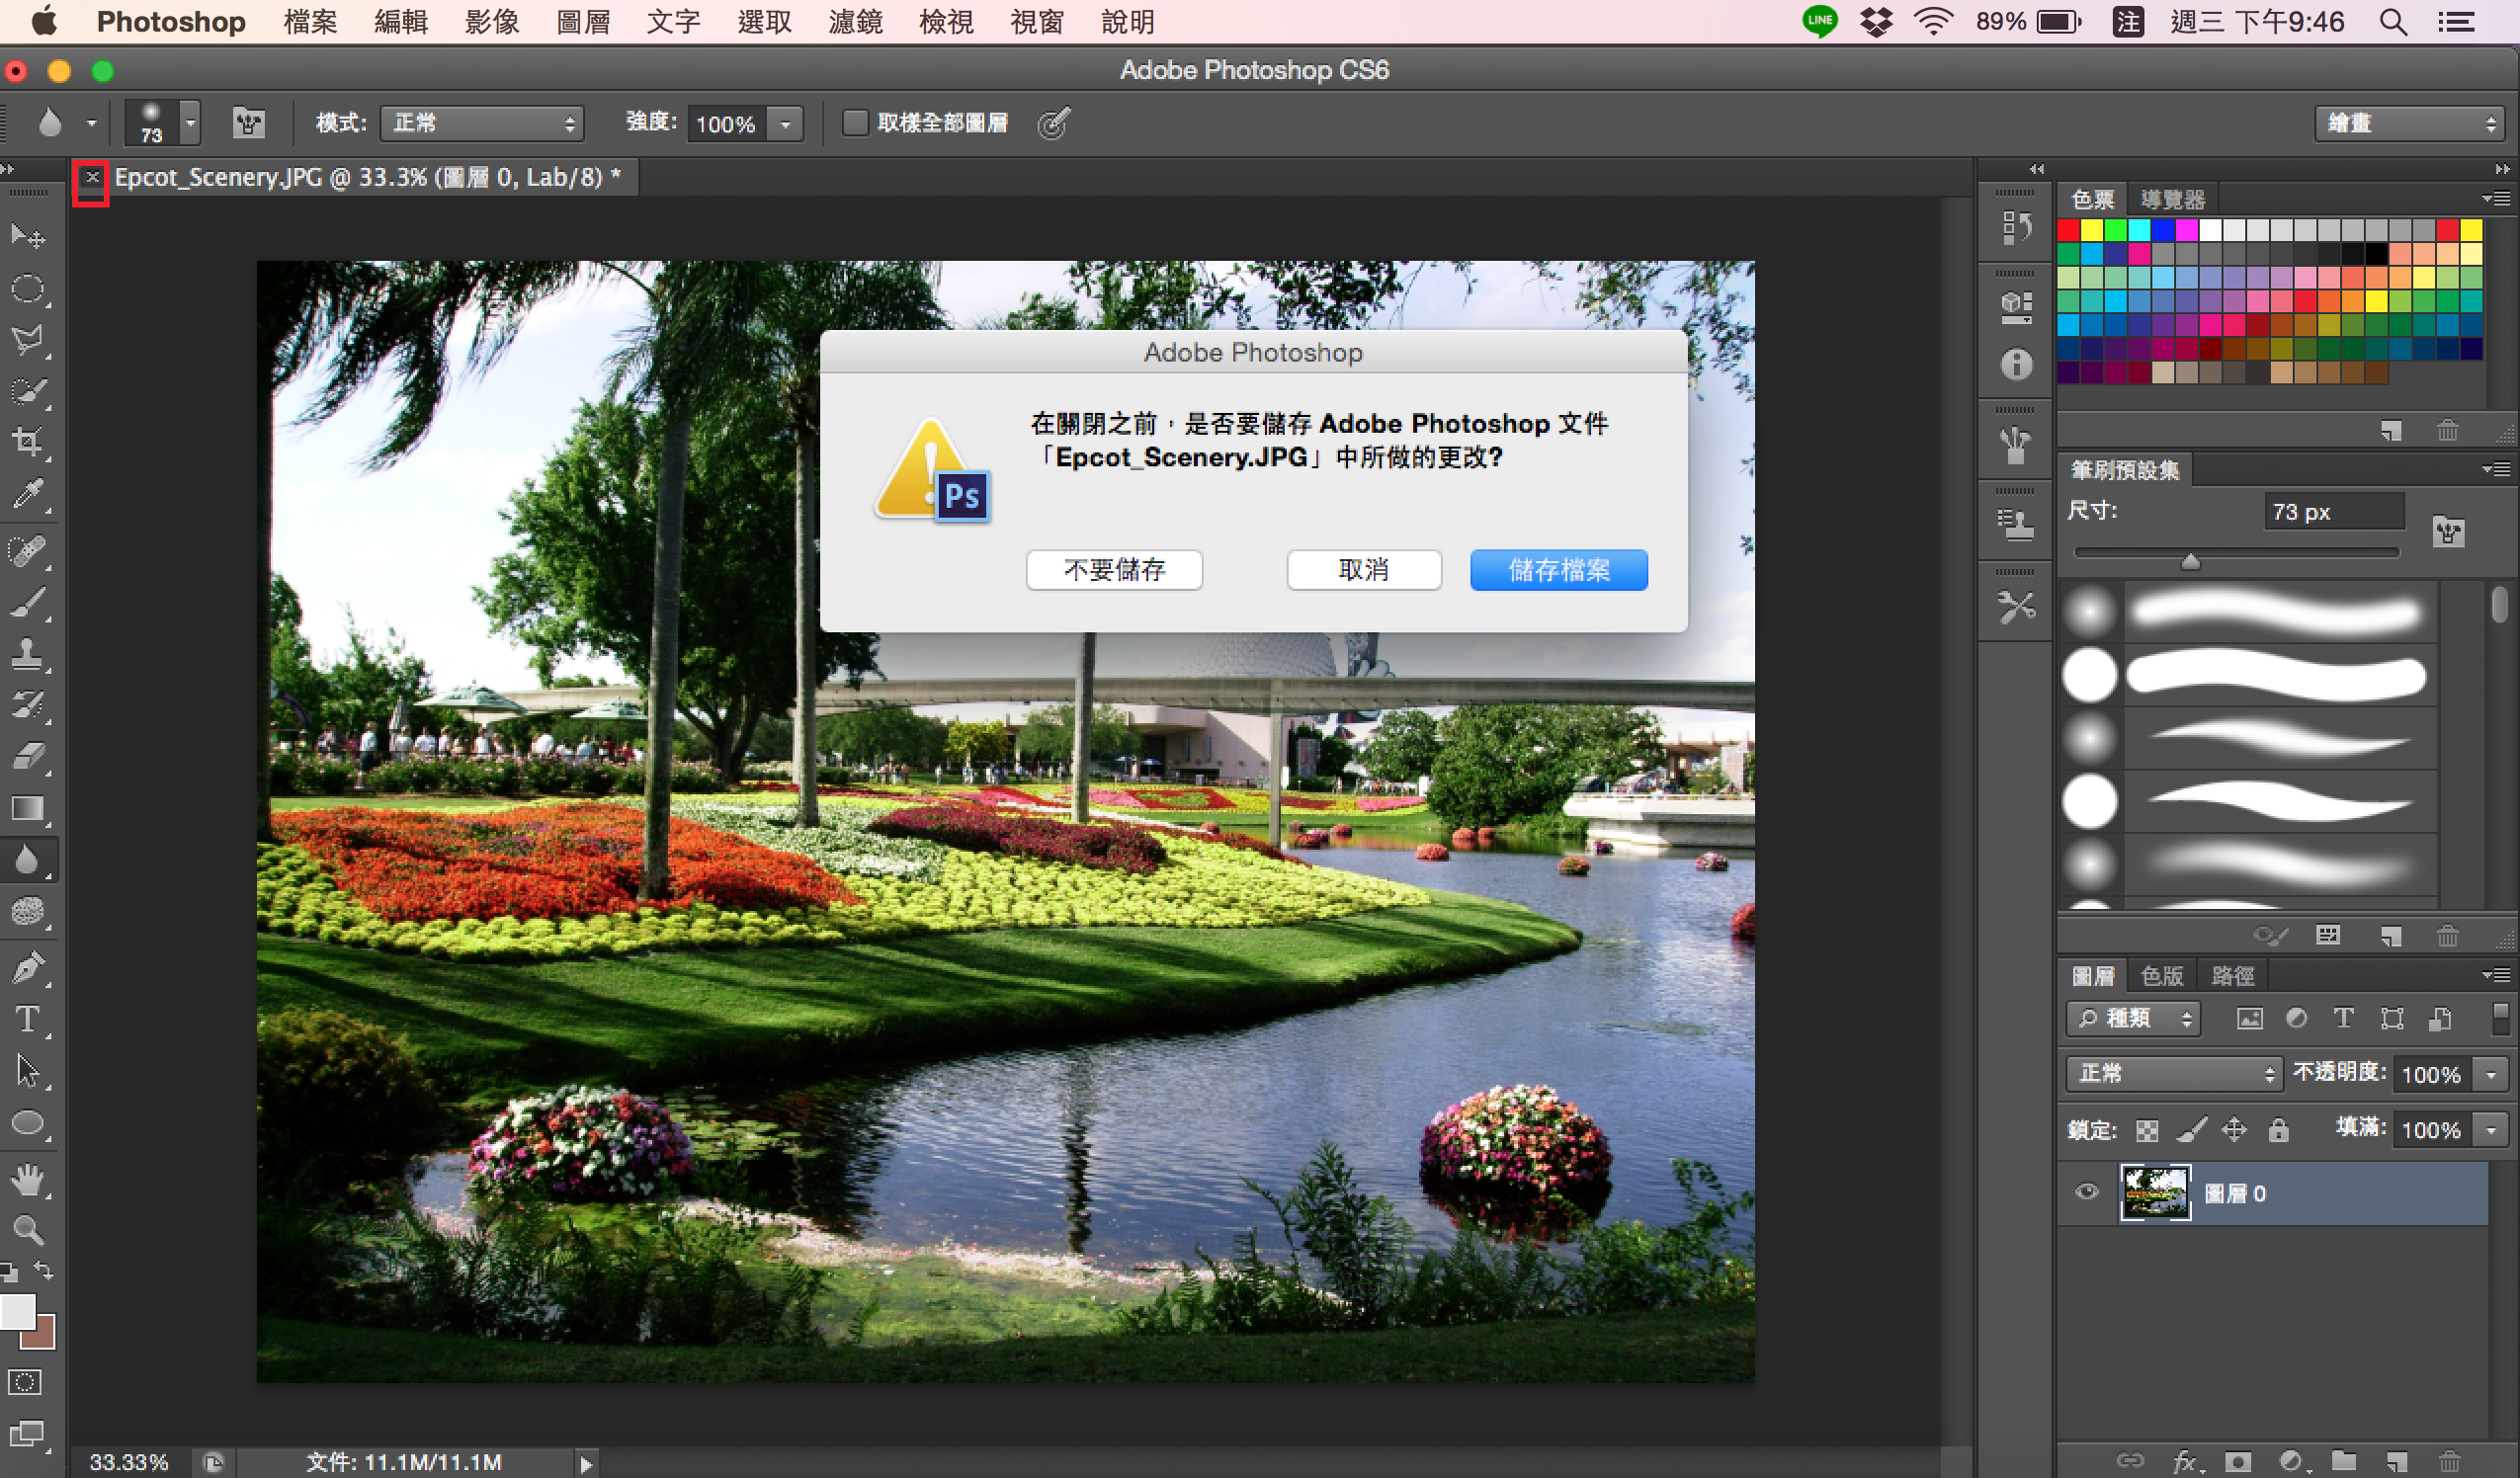 Photoshop 檔案 編輯 影像 圖層 文字 選取 濾鏡 檢視 視窗 說明 LINE 89% 注 週三 下午9:46
Adobe Photoshop CS6
73 模式: 正常 強度: 100% 取樣全部圖層 繪畫
Epcot_Scenery.JPG @ 33.3% (圖層 0, Lab/8) *
色票 導覽器
Adobe Photoshop
在關閉之前，是否要儲存 Adobe Photoshop 文件
「Epcot_Scenery.JPG」中所做的更改?
Ps
不要儲存 取消 儲存檔案
筆刷預設集
尺寸: 73 px
圖層 色版 路徑
種類
正常 不透明度: 100%
鎖定: 填滿: 100%
圖層 0
33.33% 文件: 11.1M/11.1M